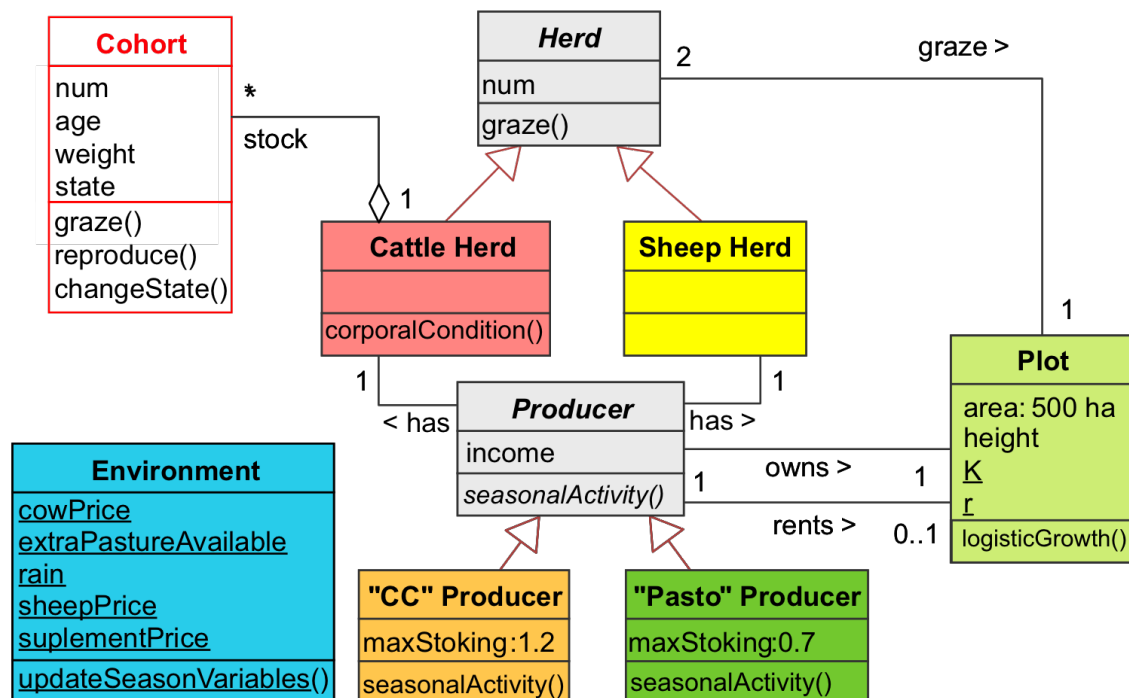 Cohort
num
age
weight
state
graze()
reproduce()
changeState()
*
stock
1
Herd
num
graze()
2
graze >
1
Cattle Herd
corporalCondition()
Sheep Herd
1
< has
1
has >
Producer
income
seasonalActivity()
owns >
1
1
rents >
0..1
Plot
area: 500 ha
height
K
r
logisticGrowth()
Environment
cowPrice
extraPastureAvailable
rain
sheepPrice
suplementPrice
updateSeasonVariables()
"CC" Producer
maxStoking:1.2
seasonalActivity()
"Pasto" Producer
maxStoking:0.7
seasonalActivity()